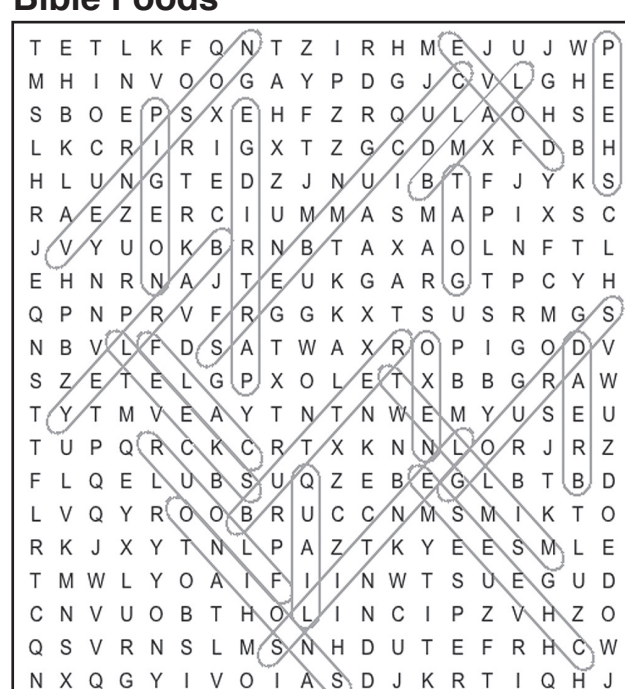 Bible Foods
T E T L K F Q N T Z I R H M E J U J W P
M H I N V O O G A Y P D G J C V L G H E
S B O E P S X E H F Z R Q U L A O H S E
L K C R I R I G X T Z G C D M X F D B H
H L U N G T E D Z J N U I B T F J Y K S
R A E Z E R C I U M M A S M A P I X S C
J V Y U O K B R N B T A X A O L N F T L
E H N R N A J T E U K G A R G T P C Y H
Q P N P R V F R G G K X T S U S R M G S
N B V L F D S A T W A X R O P I G O D V
S Z E T E L G P X O L E T X B B G R A W
T Y T M V E A Y T N T N W E M Y U S E U
T U P Q R C K C R T X K N N L O R J R Z
F L Q E L U B S U Q Z E B E G L B T B D
L V Q Y R O O B R U C C N M S M I K T O
R K J X Y T N L P A Z T K Y E E S M L E
T M W L Y O A I F I I N W T S U E G U D
C N V U O B T H O L I N C I P Z V H Z O
Q S V R N S L M S N H D U T E F R H C W
N X Q G Y I V O I A S D J K R T I Q H J